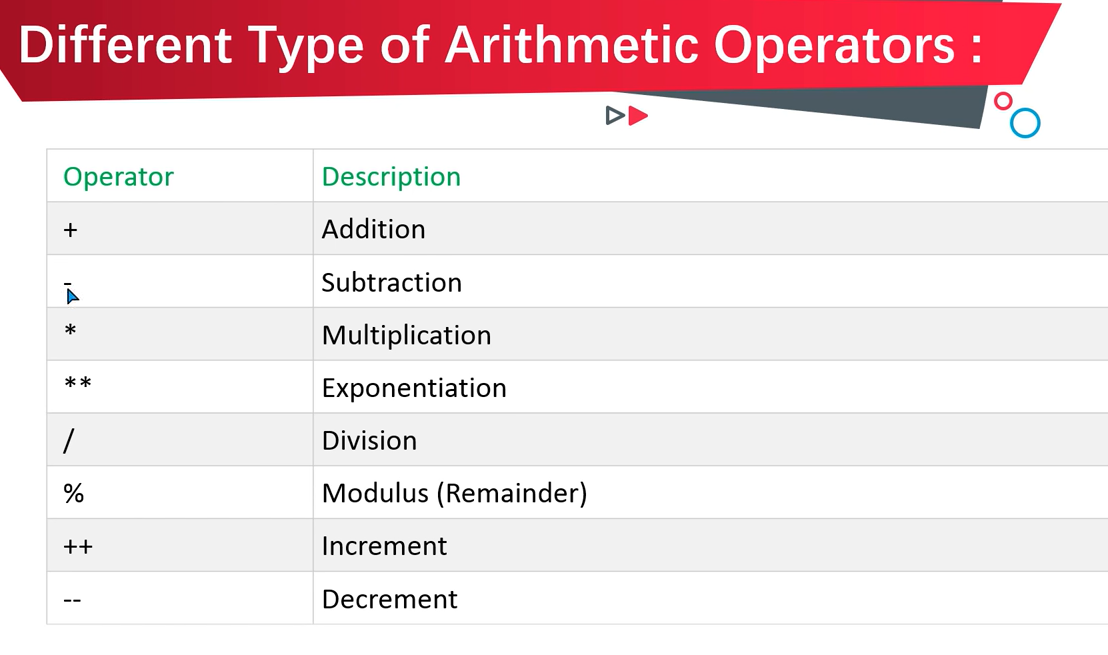 Different Type of Arithmetic Operators :
Operator Description
+ Addition
- Subtraction
* Multiplication
** Exponentiation
/ Division
% Modulus (Remainder)
++ Increment
-- Decrement